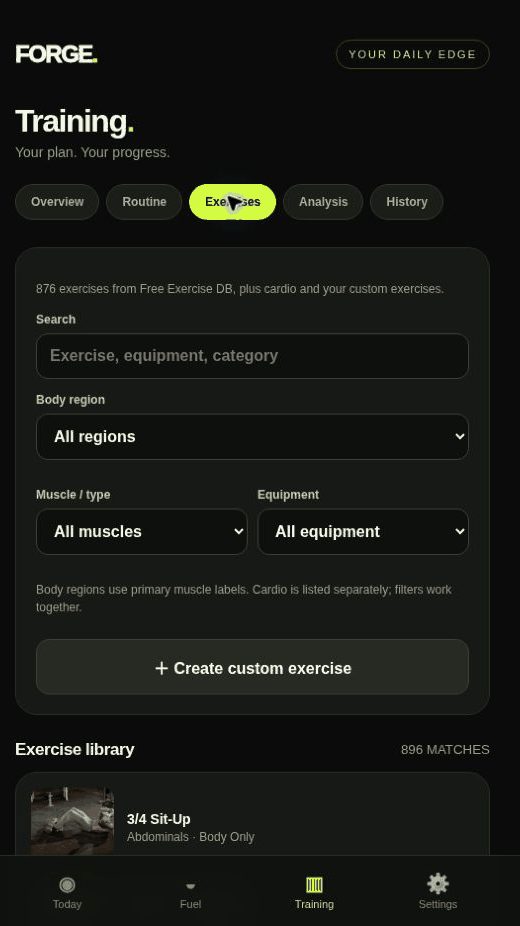 FORGE.
YOUR DAILY EDGE
Training.
Your plan. Your progress.
Overview
Routine
Exercises
Analysis
History
876 exercises from Free Exercise DB, plus cardio and your custom exercises.
Search
Exercise, equipment, category
Body region
All regions
Muscle / type
Equipment
All muscles
All equipment
Body regions use primary muscle labels. Cardio is listed separately; filters work
together.
+ Create custom exercise
Exercise library
896 MATCHES
3/4 Sit-Up
Abdominals · Body Only
Today
Fuel
Training
Settings